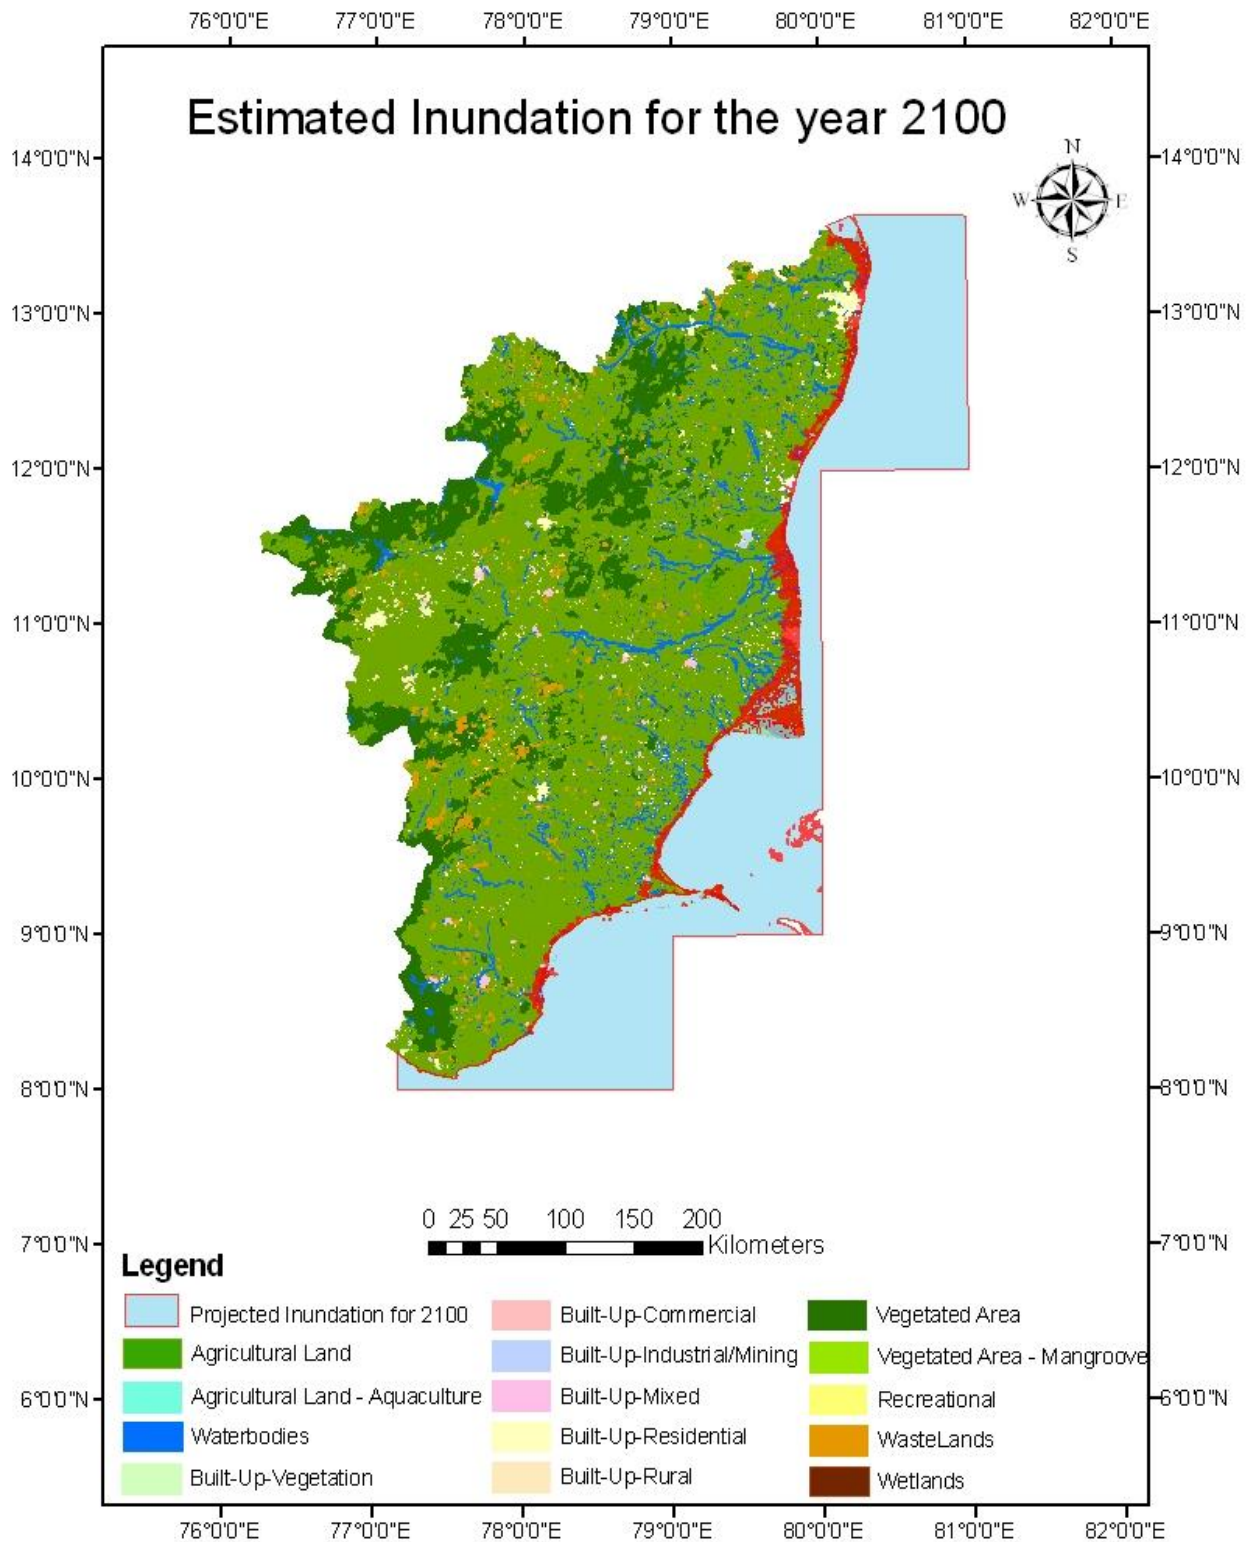 76°0'0"E 77°0'0"E 78°0'0"E 79°0'0"E 80°0'0"E 81°0'0"E 82°0'0"E
Estimated Inundation for the year 2100
N
W E
S
14°0'0"N 14°0'0"N
13°0'0"N 13°0'0"N
12°0'0"N 12°0'0"N
11°0'0"N 11°0'0"N
10°0'0"N 10°0'0"N
9°0'0"N 9°0'0"N
8°0'0"N 8°0'0"N
0 25 50 100 150 200
Kilometers
7°0'0"N 7°0'0"N
Legend
Projected Inundation for 2100 Built-Up-Commercial Vegetated Area
Agricultural Land Built-Up-Industrial/Mining Vegetated Area - Mangroove
Agricultural Land - Aquaculture Built-Up-Mixed Recreational
6°0'0"N 6°0'0"N
Waterbodies Built-Up-Residential WasteLands
Built-Up-Vegetation Built-Up-Rural Wetlands
76°0'0"E 77°0'0"E 78°0'0"E 79°0'0"E 80°0'0"E 81°0'0"E 82°0'0"E